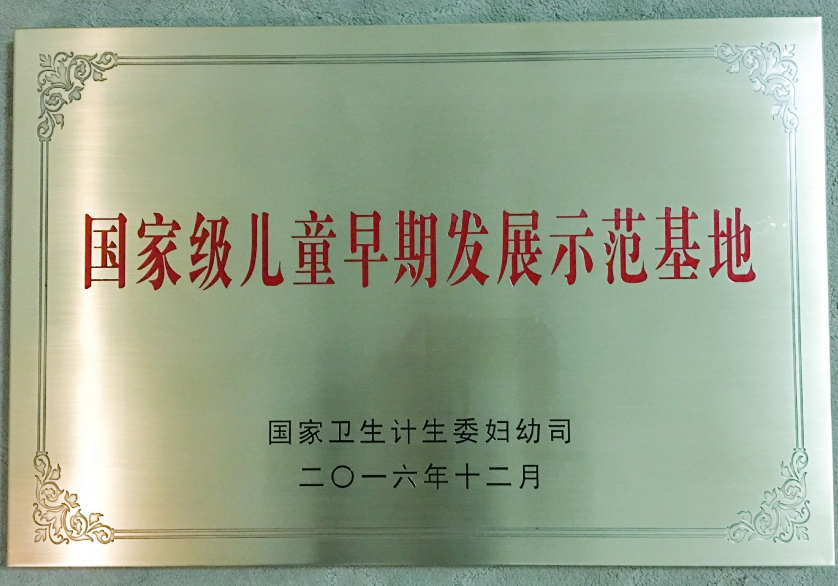 国家级儿童早期发展示范基地
国家卫生计生委妇幼司
二〇一六年十二月